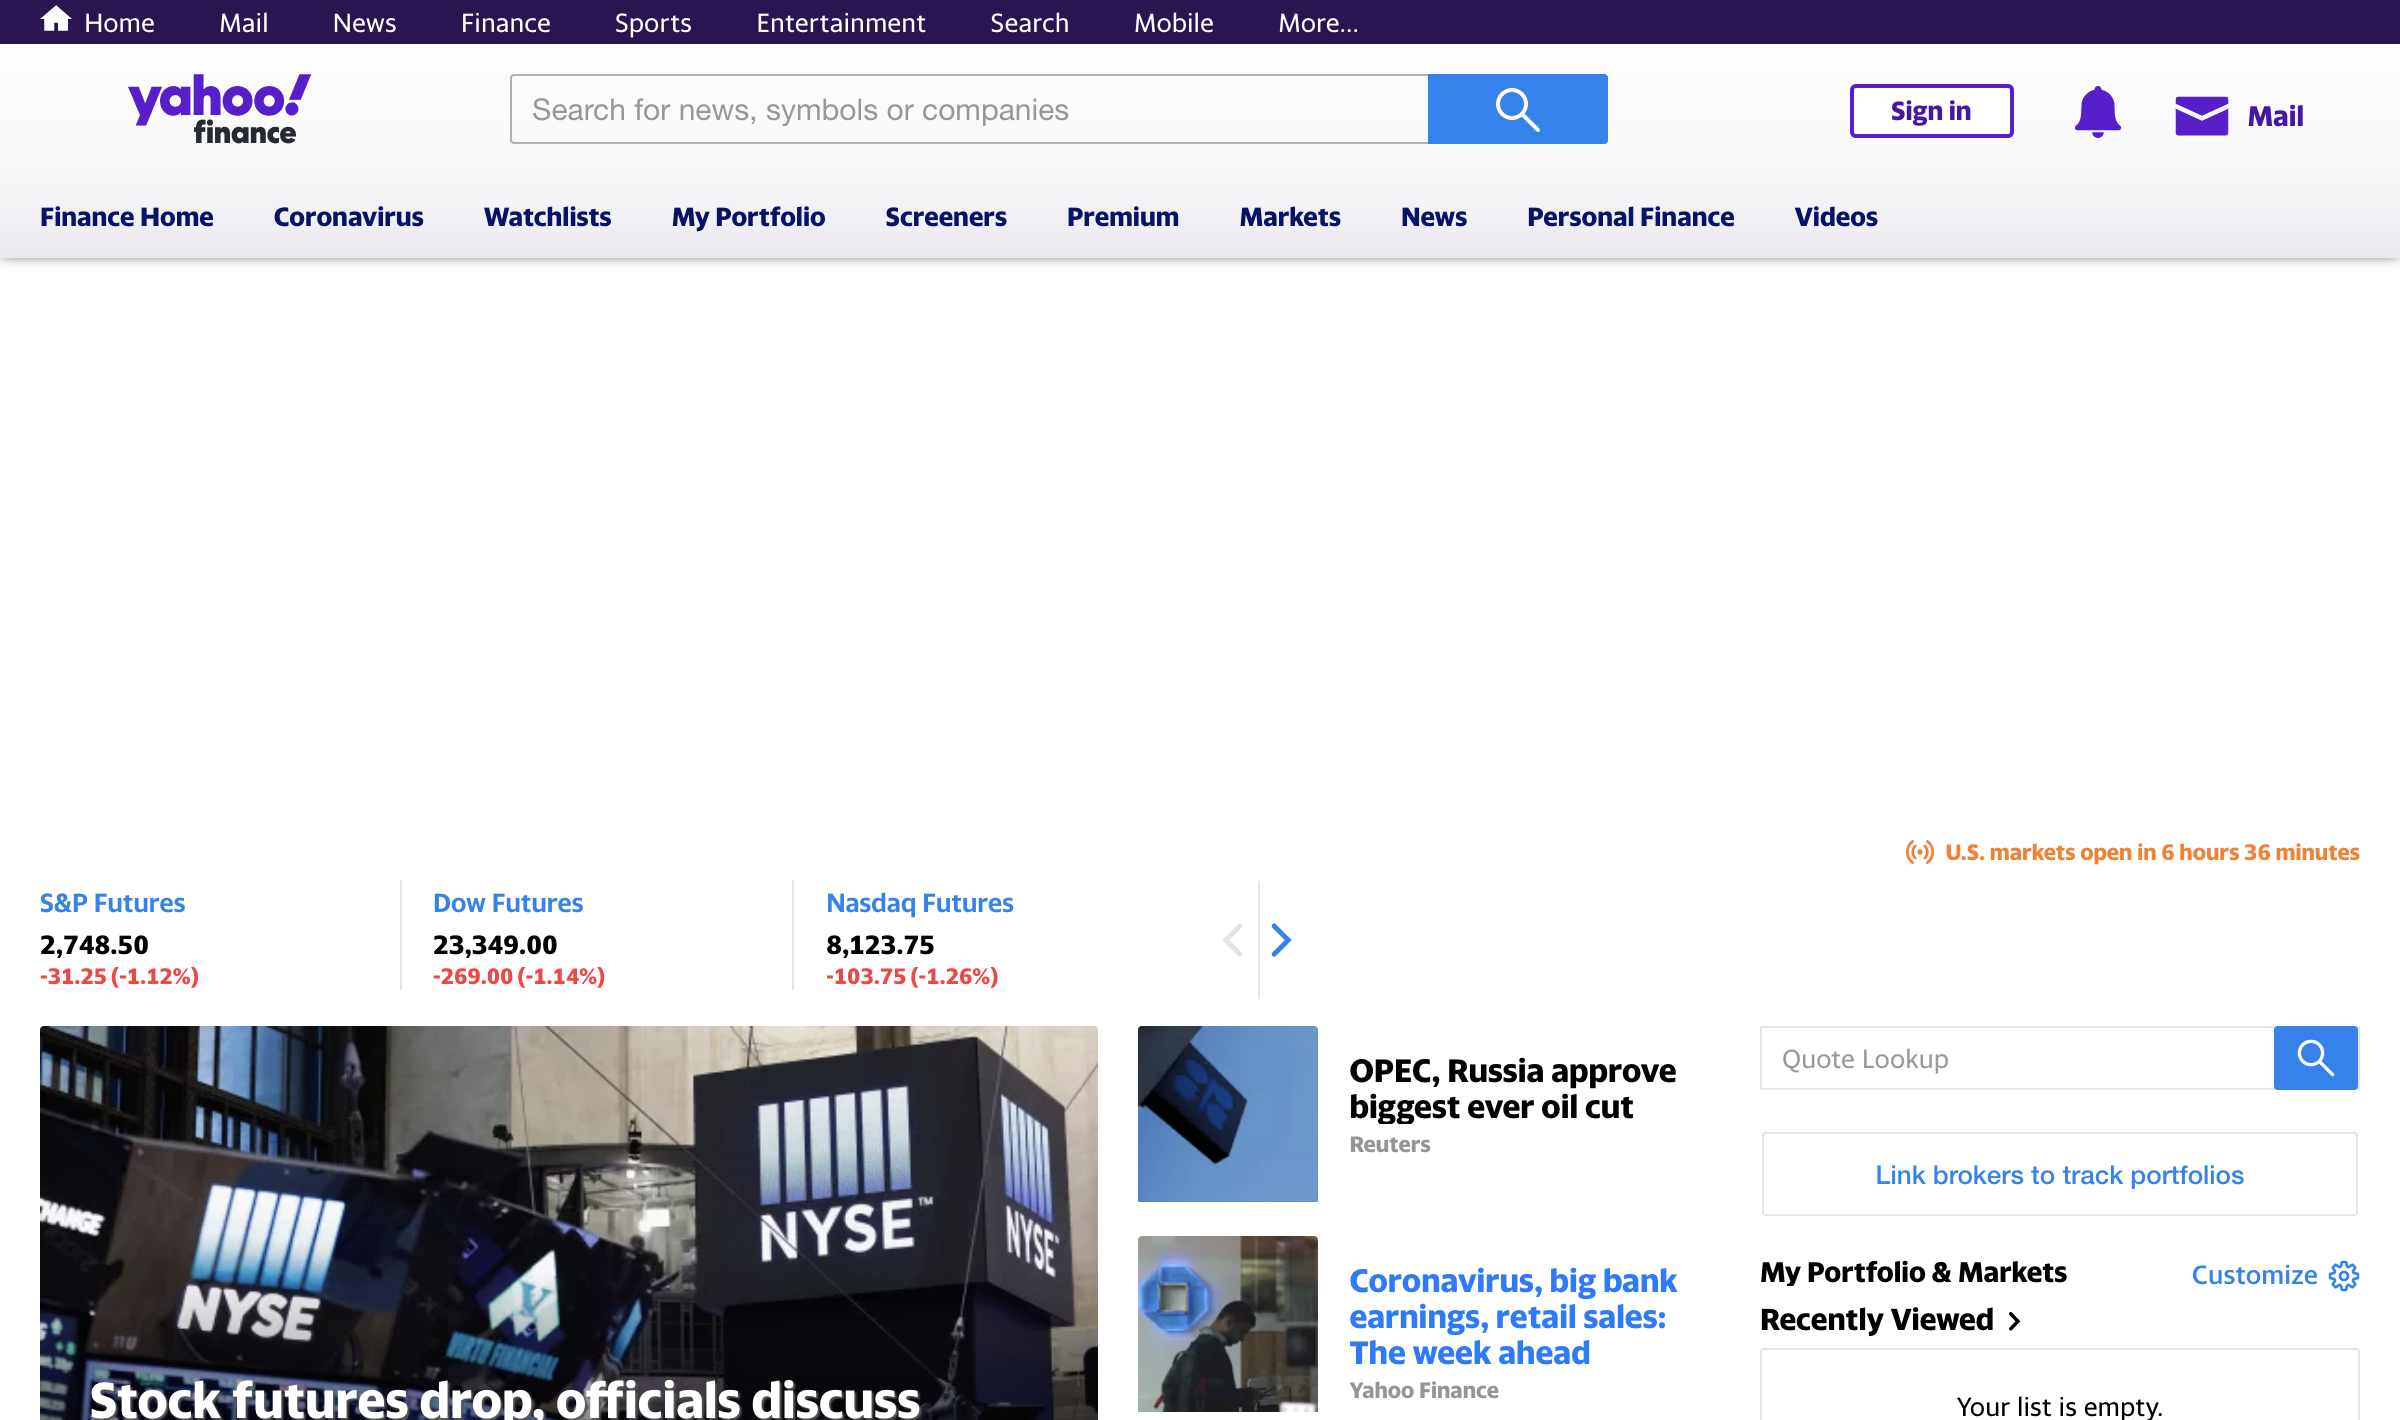 Home Mail News Finance Sports Entertainment Search Mobile More...
yahoo!
finance
Search for news, symbols or companies
Sign in
Mail
Finance Home Coronavirus Watchlists My Portfolio Screeners Premium Markets News Personal Finance Videos
U.S. markets open in 6 hours 36 minutes
S&P Futures
2,748.50
-31.25 (-1.12%)
Dow Futures
23,349.00
-269.00 (-1.14%)
Nasdaq Futures
8,123.75
-103.75 (-1.26%)
NYSE™
NYSE
NYSE
VIRTU FINANCIAL
Stock futures drop, officials discuss
OPEC, Russia approve
biggest ever oil cut
Reuters
Coronavirus, big bank
earnings, retail sales:
The week ahead
Yahoo Finance
Quote Lookup
Link brokers to track portfolios
My Portfolio & Markets
Customize
Recently Viewed
Your list is empty.